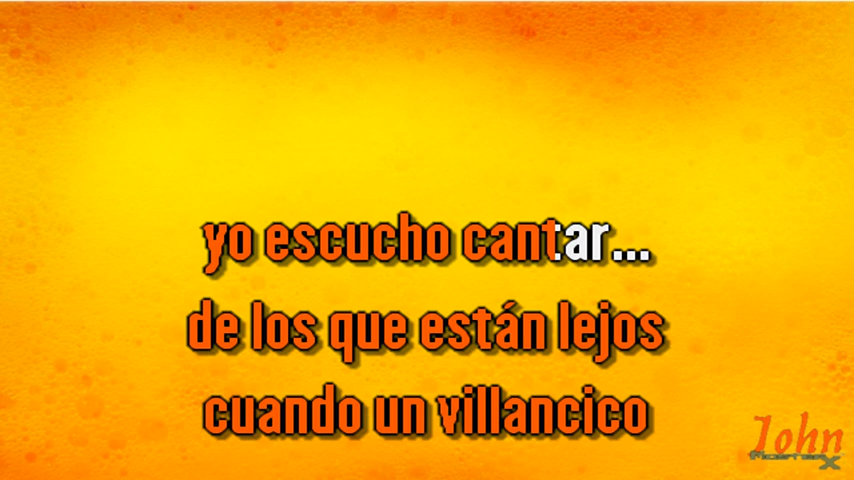 yo escucho cantar...
de los que están lejos
cuando un villancico
John